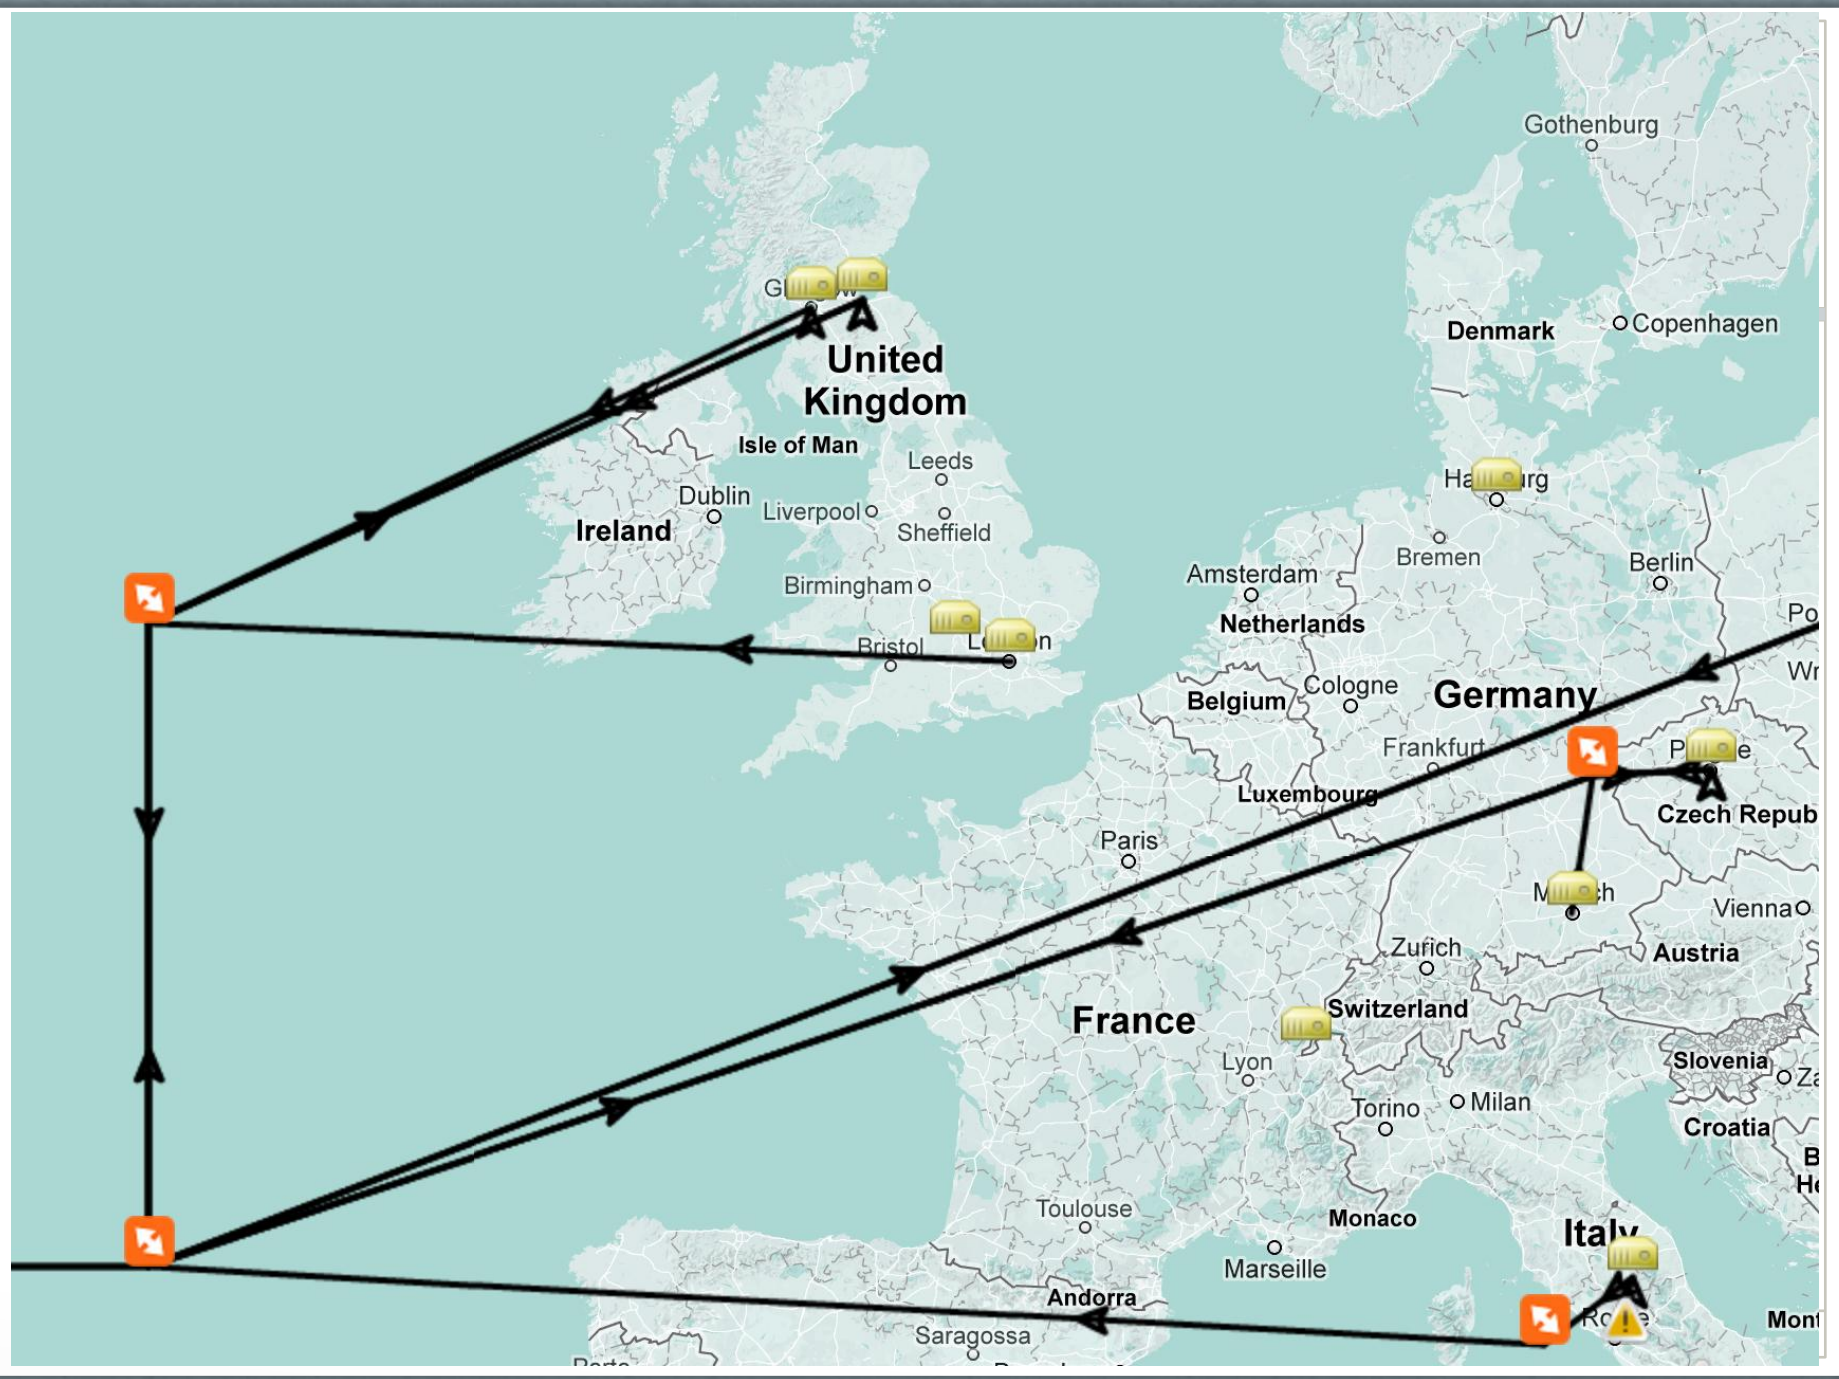 Gothenburg
Denmark
Copenhagen
United
Kingdom
Isle of Man
Leeds
Dublin
Liverpool
Ireland
Sheffield
Bremen
Berlin
Amsterdam
Birmingham
Netherlands
Bristol
Cologne
Belgium
Germany
Frankfurt
Luxembourg
Czech Repub
Paris
Vienna
Zurich
Austria
Switzerland
France
Lyon
Slovenia
Torino
Milan
Croatia
Toulouse
Monaco
Italy
Marseille
Andorra
Saragossa
Mont